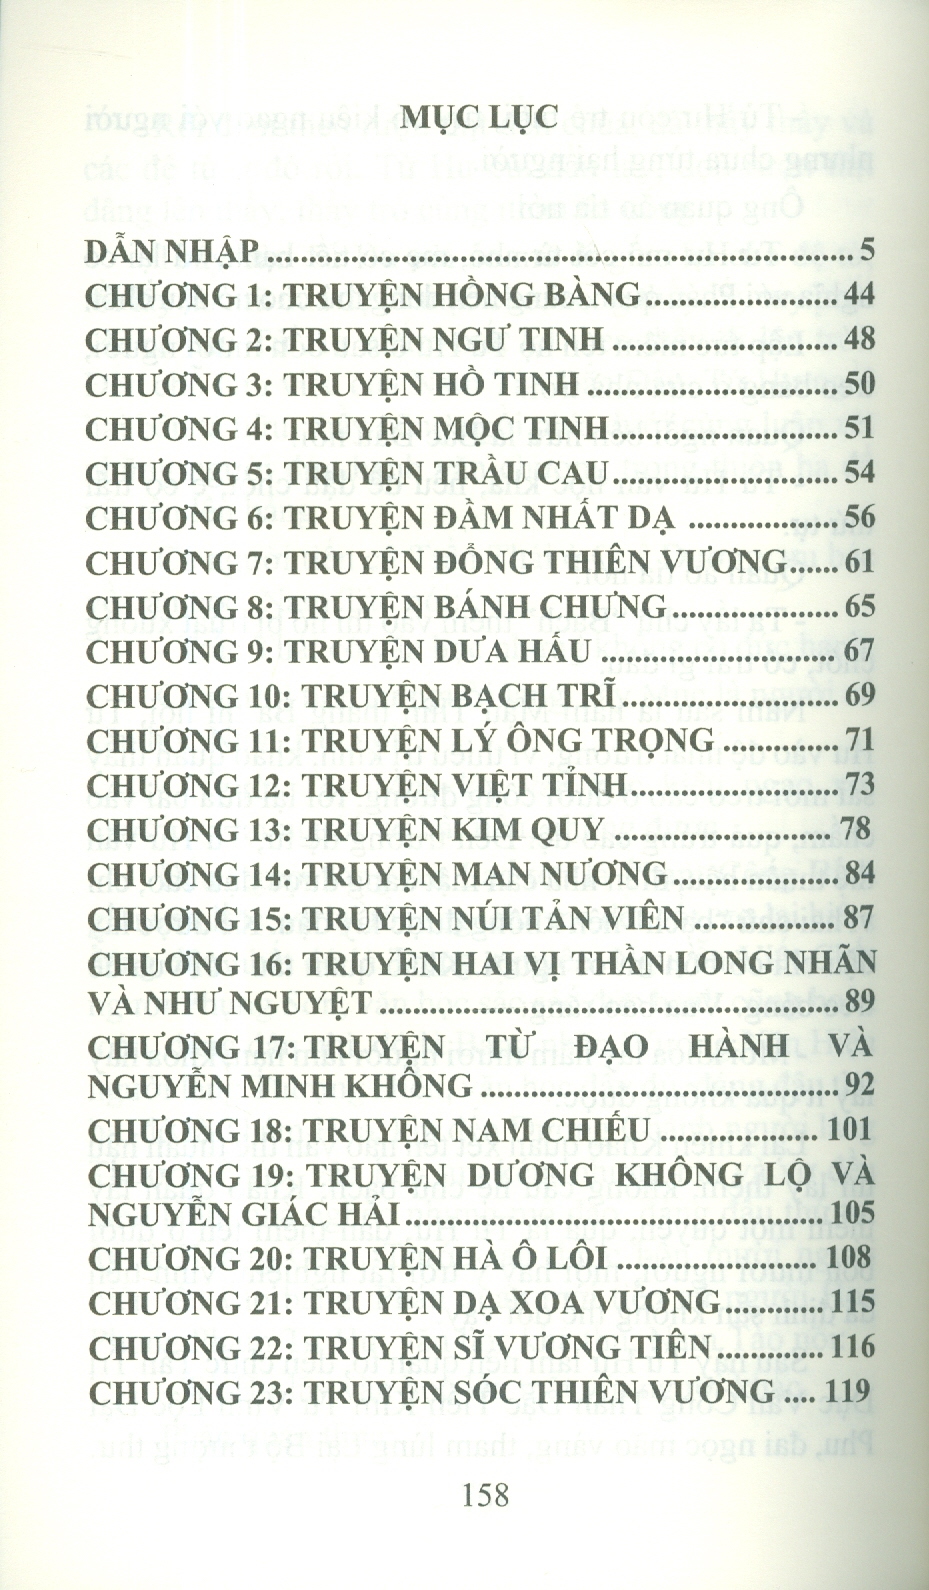 MỤC LỤC
DẪN NHẬP ........................................................................ 5
CHƯƠNG 1: TRUYỆN HỒNG BÀNG........................ 44
CHƯƠNG 2: TRUYỆN NGƯ TINH ............................ 48
CHƯƠNG 3: TRUYỆN HỒ TINH ............................... 50
CHƯƠNG 4: TRUYỆN MỘC TINH............................ 51
CHƯƠNG 5: TRUYỆN TRẦU CAU............................ 54
CHƯƠNG 6: TRUYỆN ĐẦM NHẤT DẠ .................. 56
CHƯƠNG 7: TRUYỆN ĐỔNG THIÊN VƯƠNG...... 61
CHƯƠNG 8: TRUYỆN BÁNH CHƯNG.................... 65
CHƯƠNG 9: TRUYỆN DƯA HẤU ............................ 67
CHƯƠNG 10: TRUYỆN BẠCH TRĨ.......................... 69
CHƯƠNG 11: TRUYỆN LÝ ÔNG TRỌNG .............. 71
CHƯƠNG 12: TRUYỆN VIỆT TỈNH......................... 73
CHƯƠNG 13: TRUYỆN KIM QUY ........................... 78
CHƯƠNG 14: TRUYỆN MAN NƯƠNG..................... 84
CHƯƠNG 15: TRUYỆN NÚI TẢN VIÊN ................. 87
CHƯƠNG 16: TRUYỆN HAI VỊ THẦN LONG NHÃN
VÀ NHƯ NGUYỆT ........................................................ 89
CHƯƠNG 17: TRUYỆN TỪ ĐẠO HÀNH VÀ
NGUYỄN MINH KHÔNG ............................................ 92
CHƯƠNG 18: TRUYỆN NAM CHIẾU .................. 101
CHƯƠNG 19: TRUYỆN DƯƠNG KHÔNG LỘ VÀ
NGUYỄN GIÁC HẢI.................................................... 105
CHƯƠNG 20: TRUYỆN HÀ Ô LÔI ........................ 108
CHƯƠNG 21: TRUYỆN DẠ XOA VƯƠNG............ 115
CHƯƠNG 22: TRUYỆN SĨ VƯƠNG TIÊN............. 116
CHƯƠNG 23: TRUYỆN SÓC THIÊN VƯƠNG .... 119
158